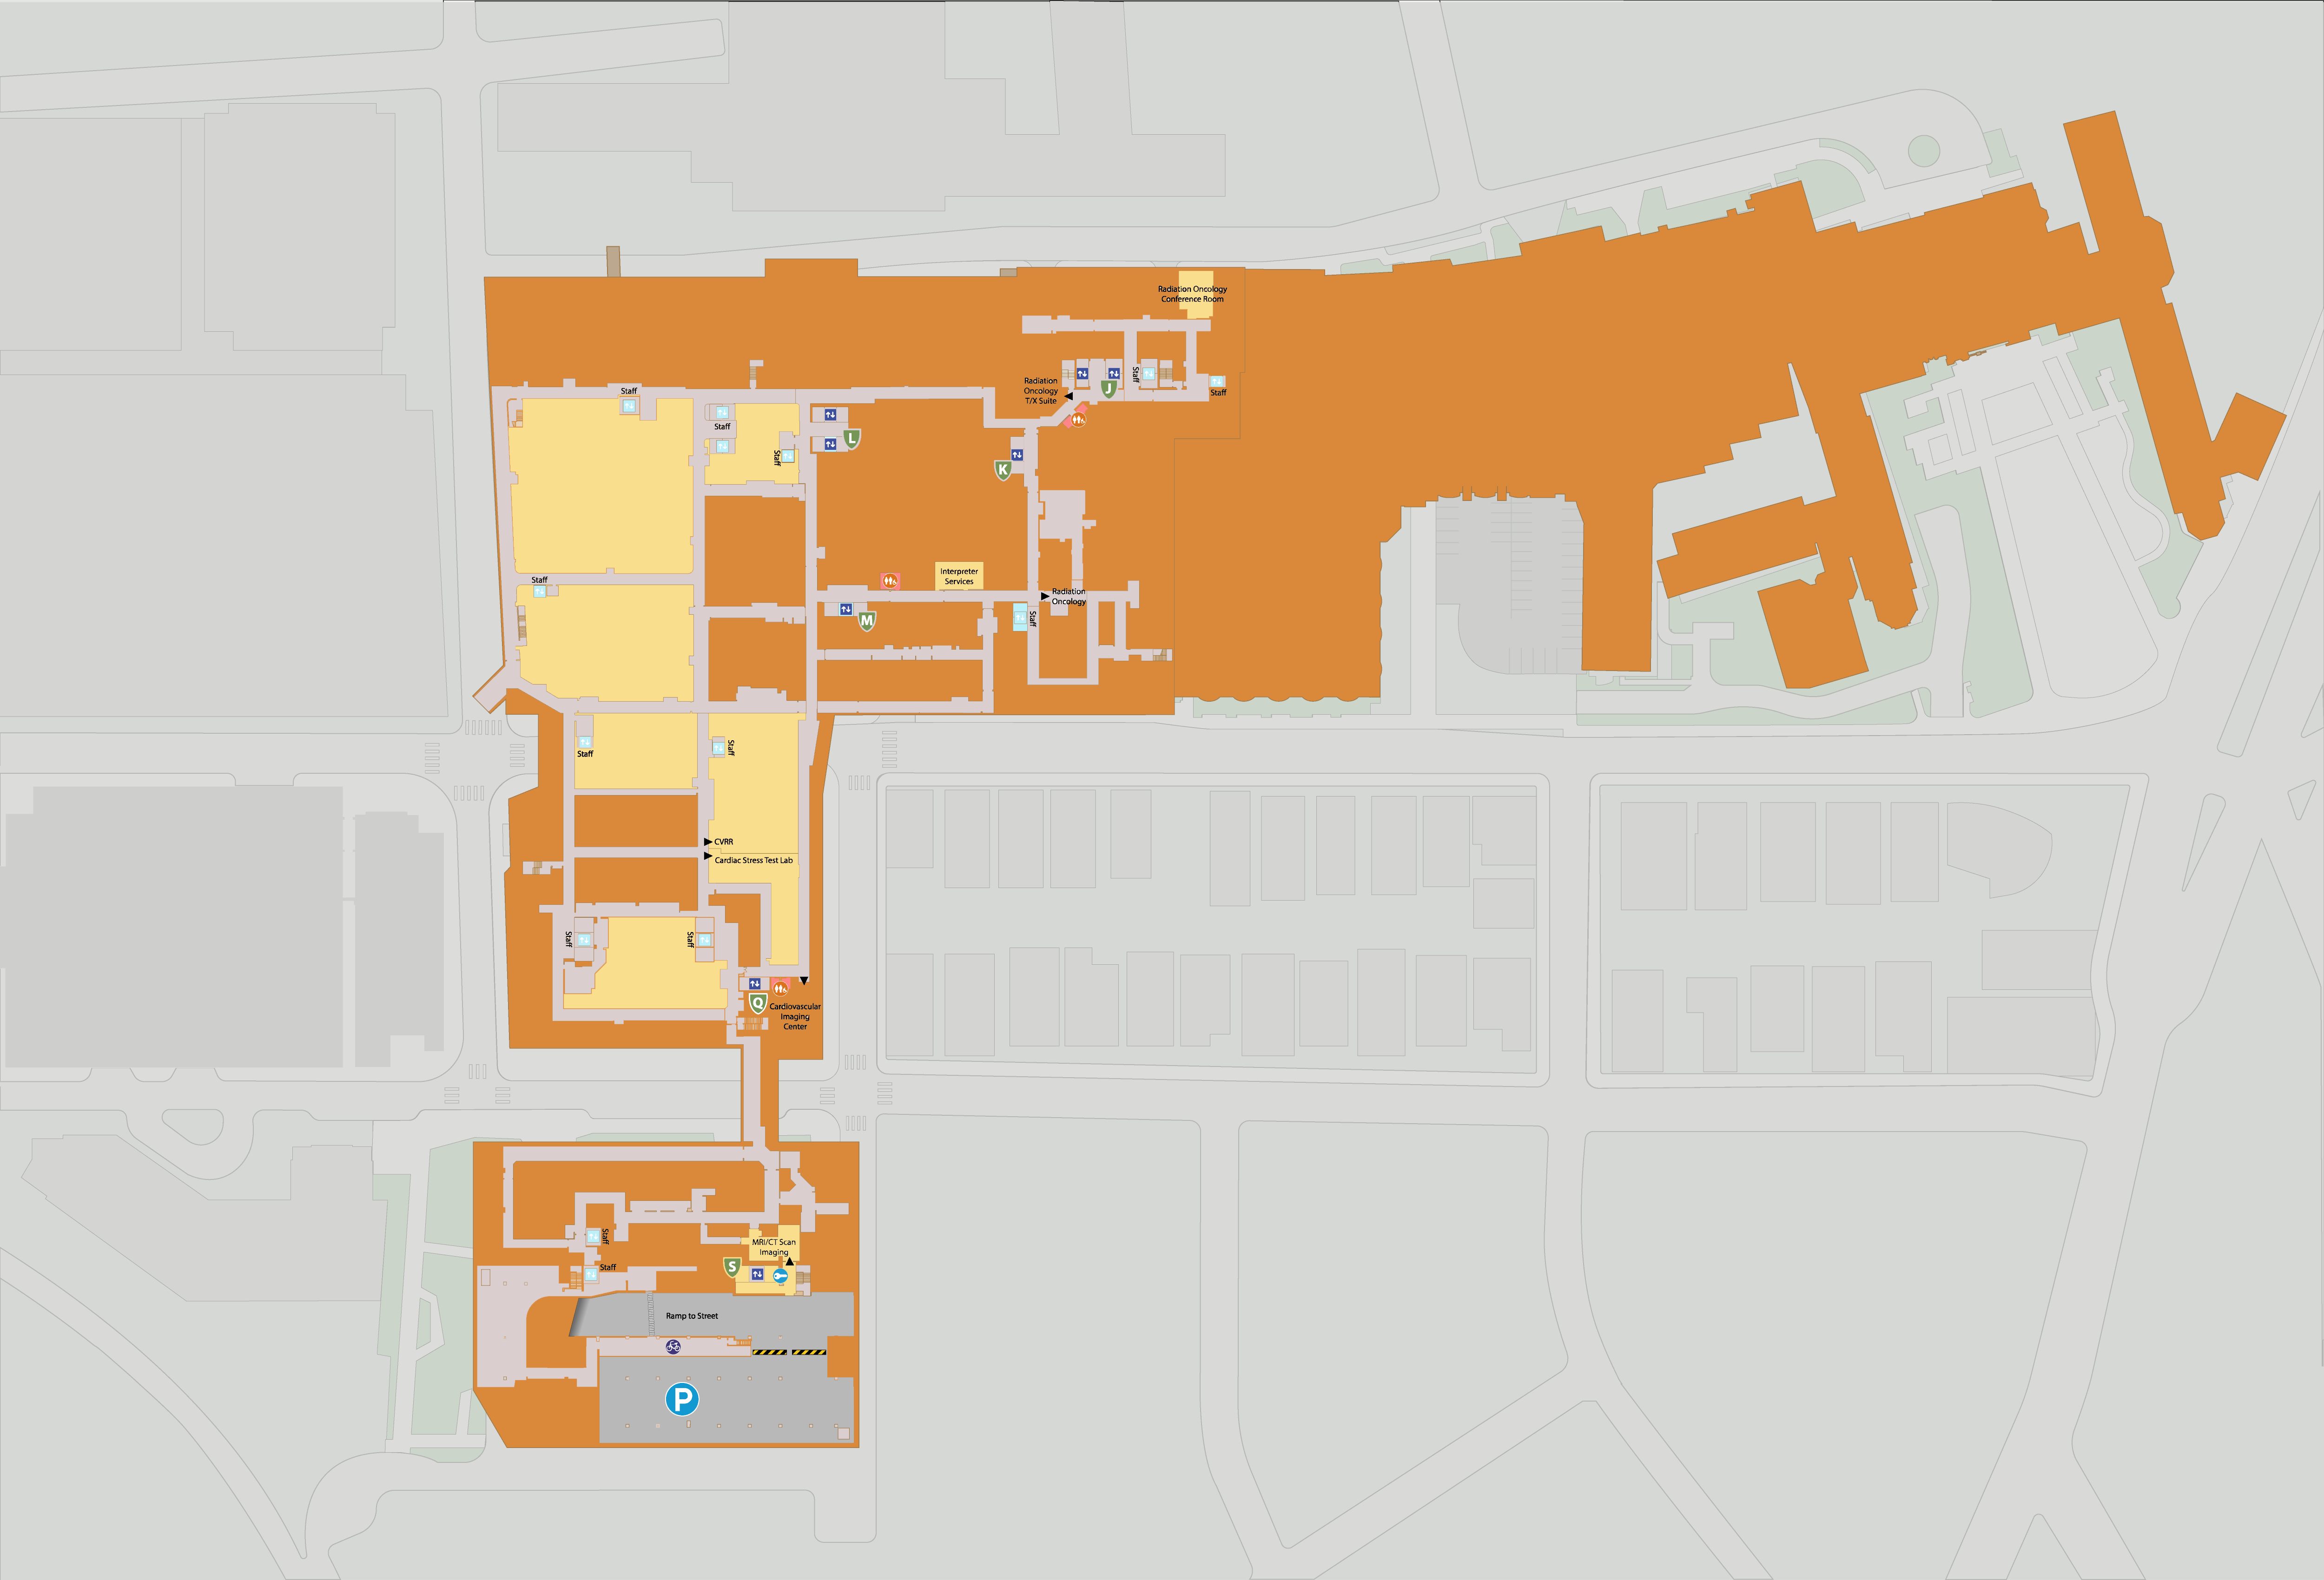 Radiation Oncology
Conference Room
Staff
J
Radiation
Oncology
T/X Suite
Staff
Staff
Staff
L
Staff
K
Interpreter
Services
Staff
Radiation
Oncology
M
Staff
Staff
Staff
CVRR
Cardiac Stress Test Lab
Staff
Staff
Q
Cardiovascular
Imaging
Center
Staff
MRI/CT Scan
Imaging
S
Staff
Ramp to Street
P